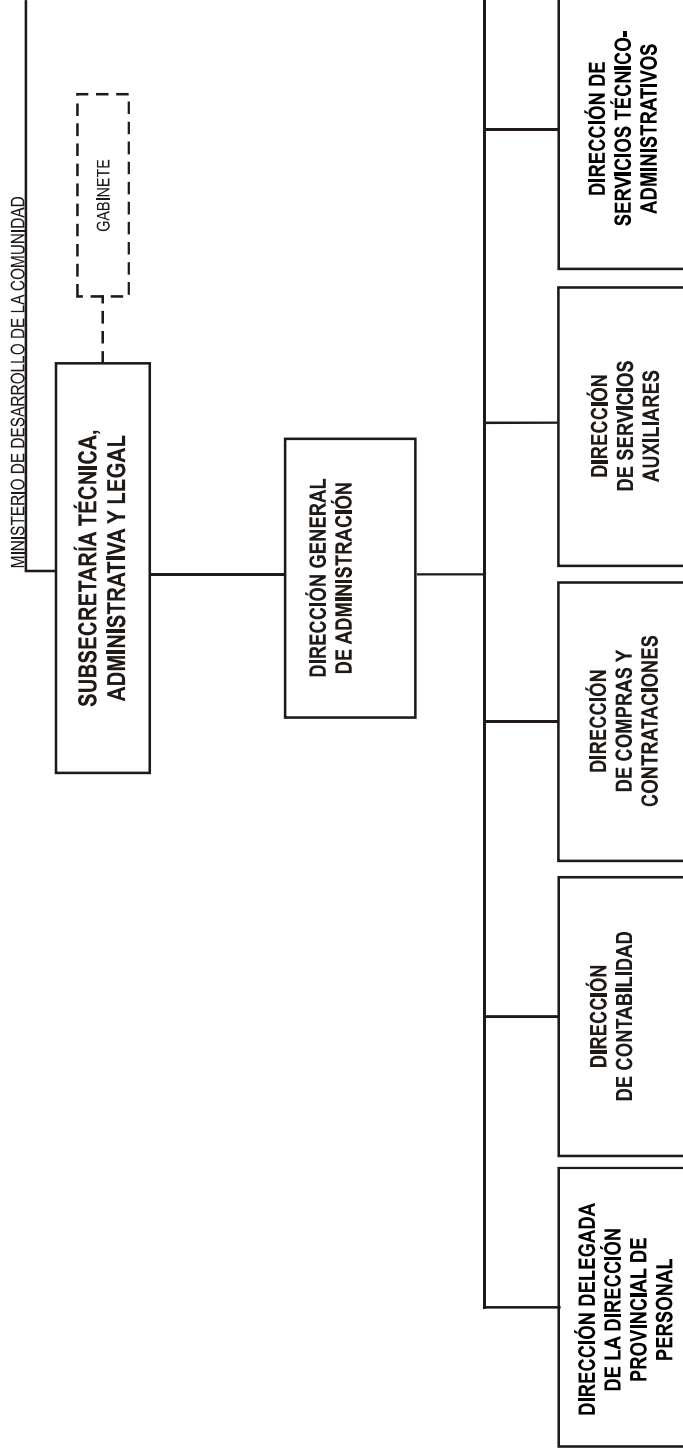 MINISTERIO DE DESARROLLO DE LA COMUNIDAD
SUBSECRETARÍA TÉCNICA,
ADMINISTRATIVA Y LEGAL
GABINETE
DIRECCIÓN GENERAL
DE ADMINISTRACIÓN
DIRECCIÓN DELEGADA
DE LA DIRECCIÓN
PROVINCIAL DE
PERSONAL
DIRECCIÓN
DE CONTABILIDAD
DIRECCIÓN
DE COMPRAS Y
CONTRATACIONES
DIRECCIÓN
DE SERVICIOS
AUXILIARES
DIRECCIÓN DE
SERVICIOS TÉCNICO-
ADMINISTRATIVOS